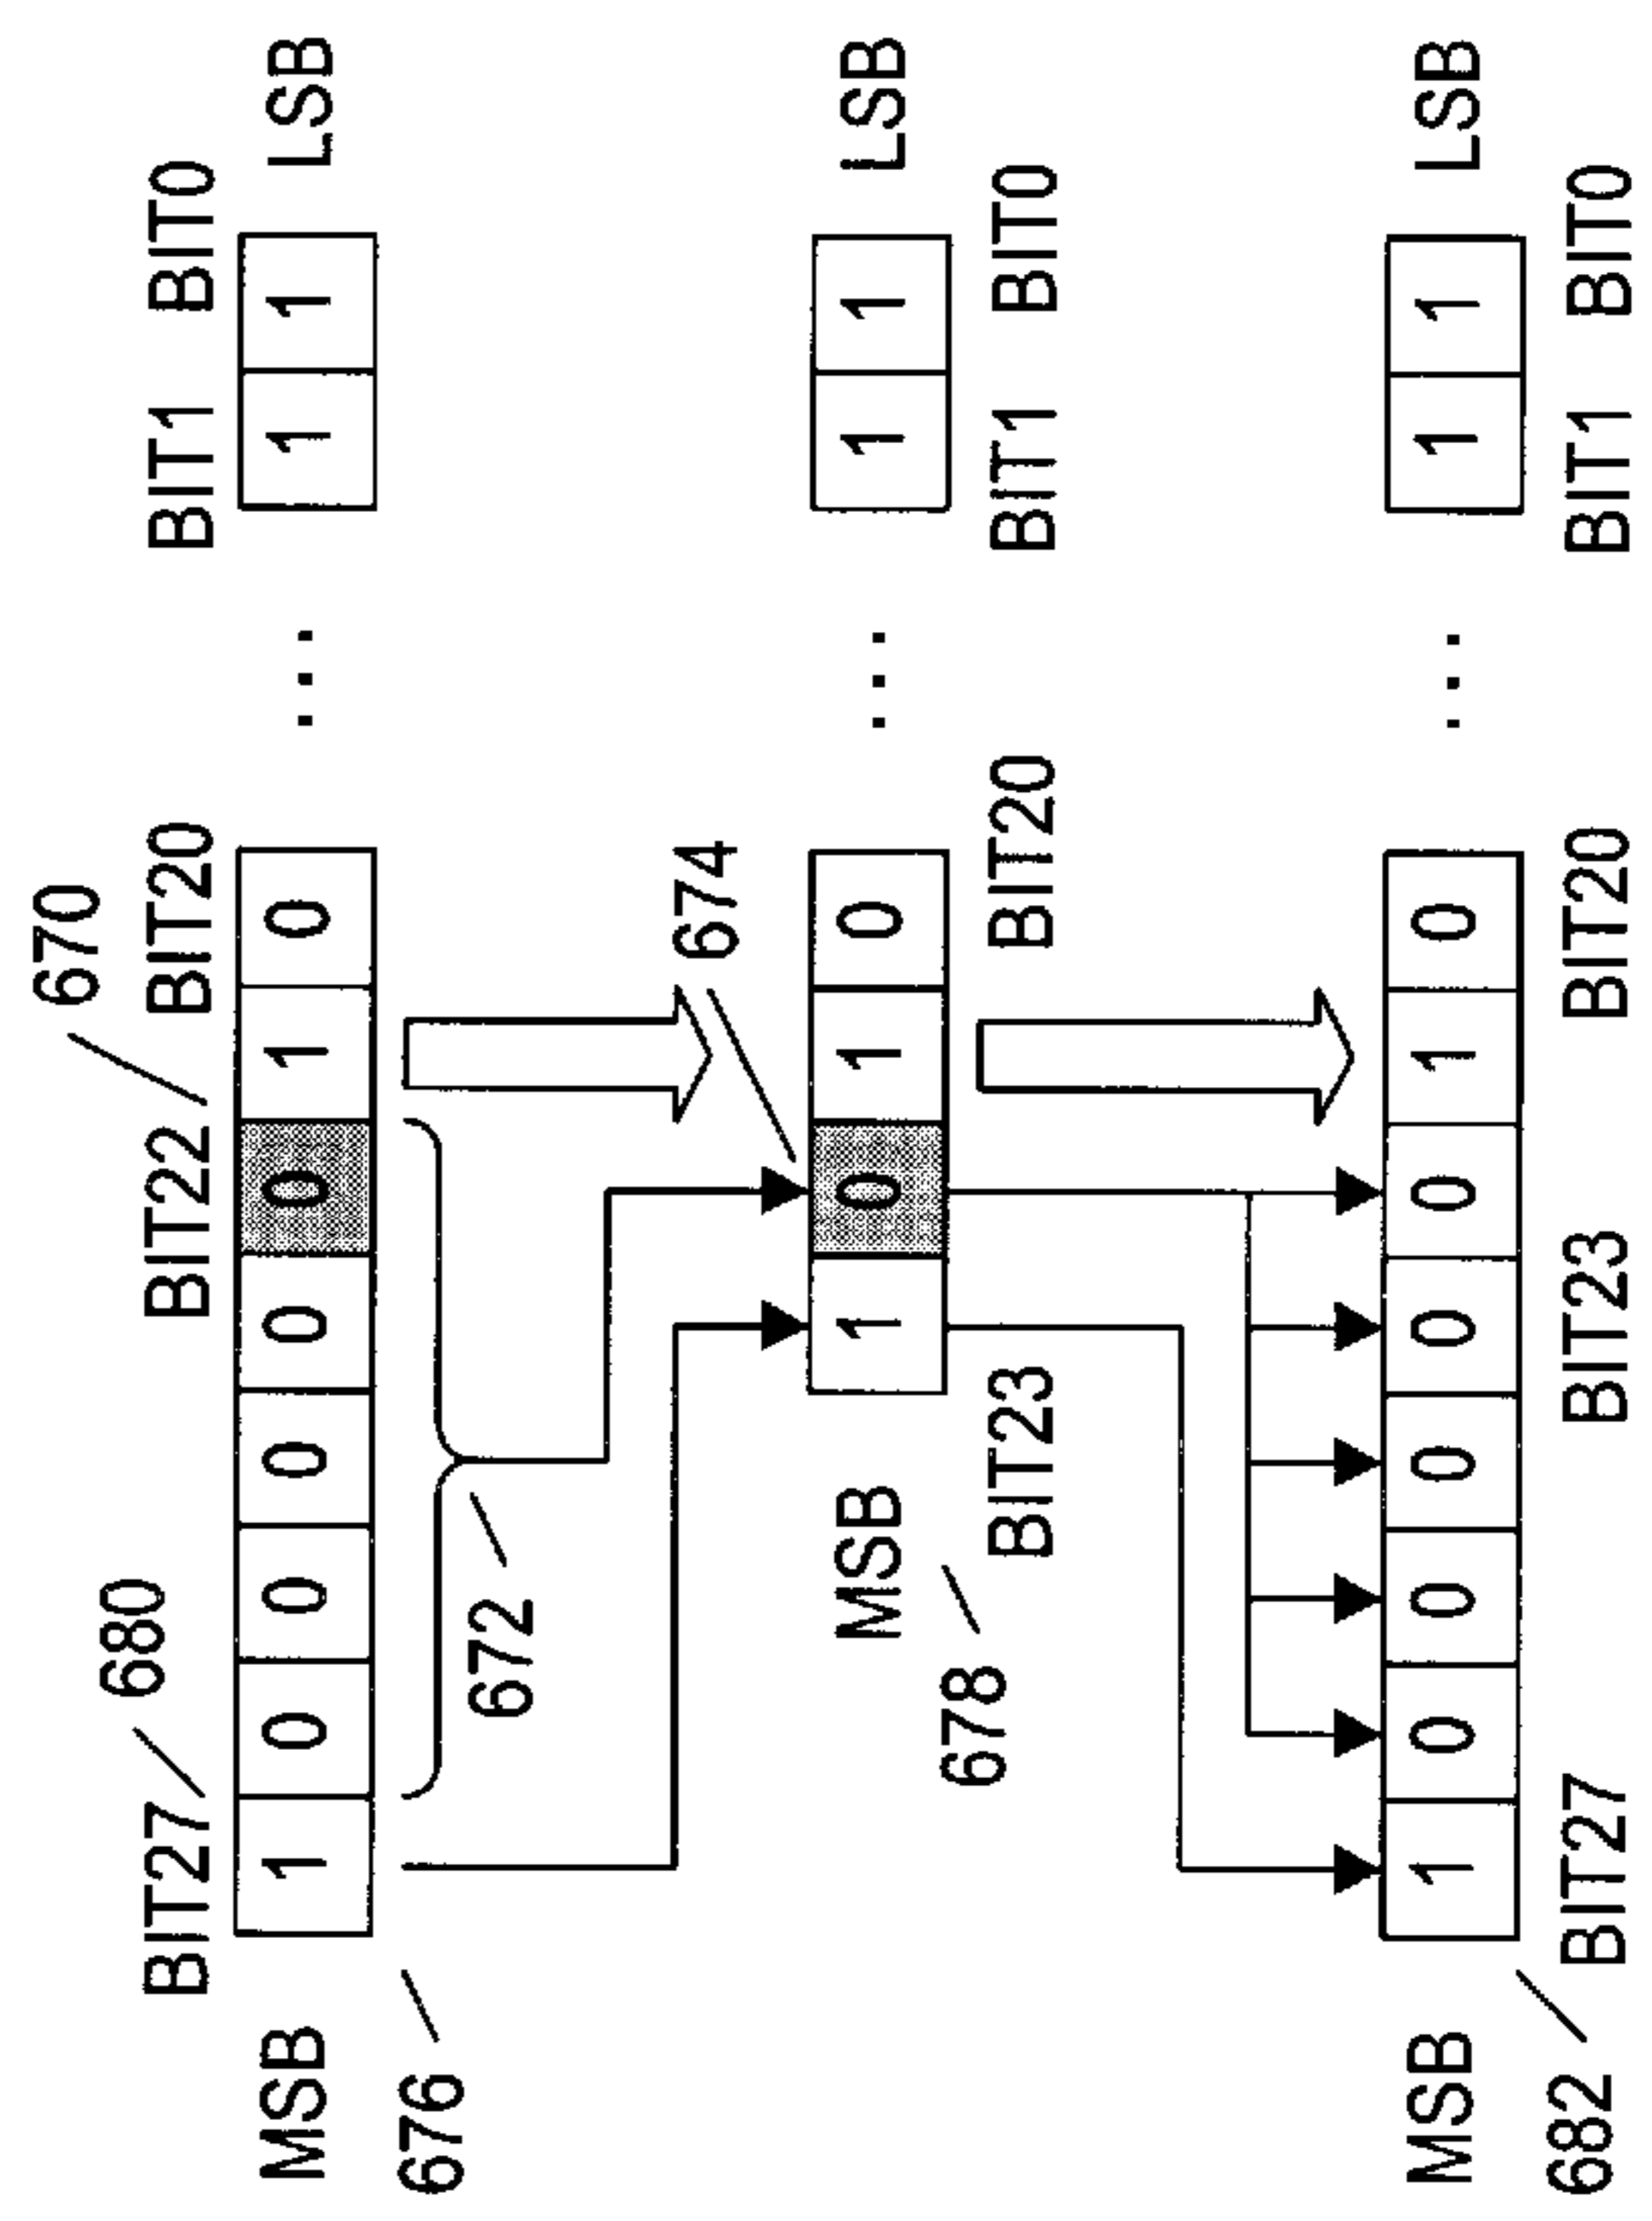 670
680
BIT27 BIT22 BIT20 BIT1 BIT0
MSB 1 0 0 0 0 0 1 0 ... 1 1 LSB
676
672
674
MSB 1 0 1 0 ... 1 1 LSB
678
BIT23 BIT20 BIT1 BIT0
MSB 1 0 0 0 0 0 1 0 ... 1 1 LSB
682
BIT27 BIT23 BIT20 BIT1 BIT0